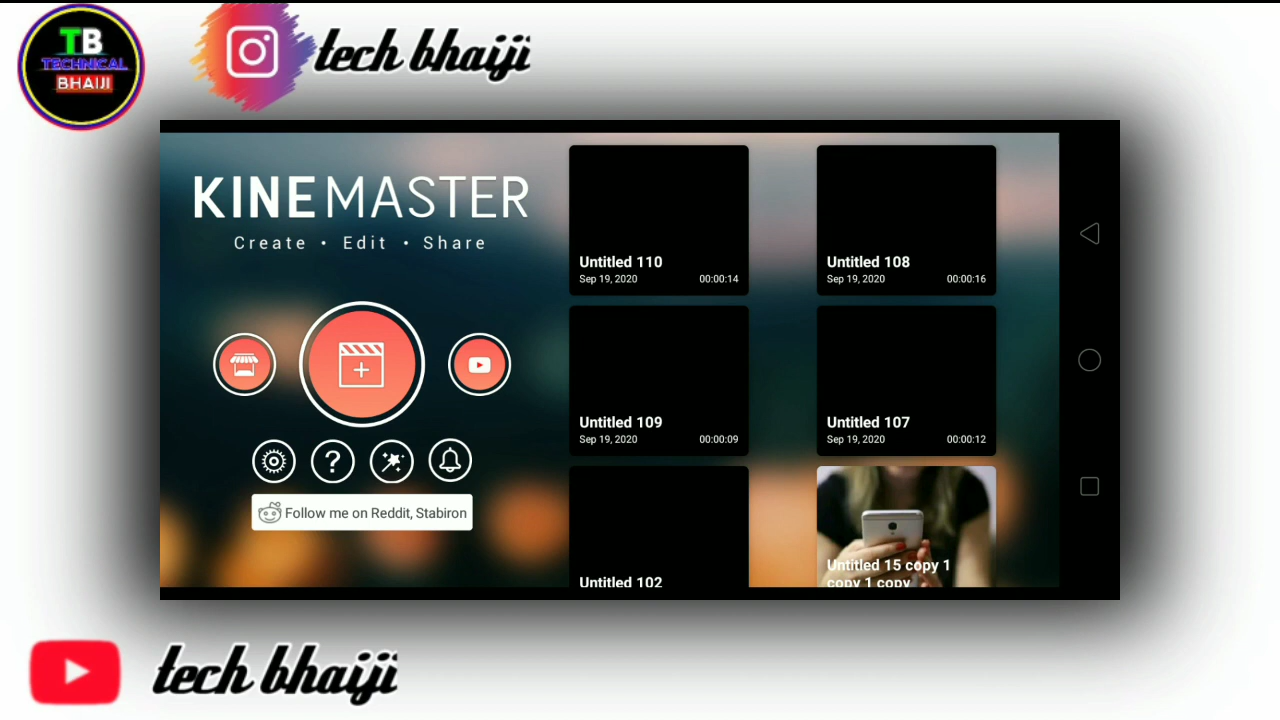 TB
TECHNICAL
BHAIJI
tech bhaiji
KINEMASTER
Create • Edit • Share
Follow me on Reddit, Stabiron
Untitled 110
Sep 19, 2020 00:00:14
Untitled 108
Sep 19, 2020 00:00:16
Untitled 109
Sep 19, 2020 00:00:09
Untitled 107
Sep 19, 2020 00:00:12
Untitled 102
Untitled 15 copy 1
copy 1 copy
tech bhaiji